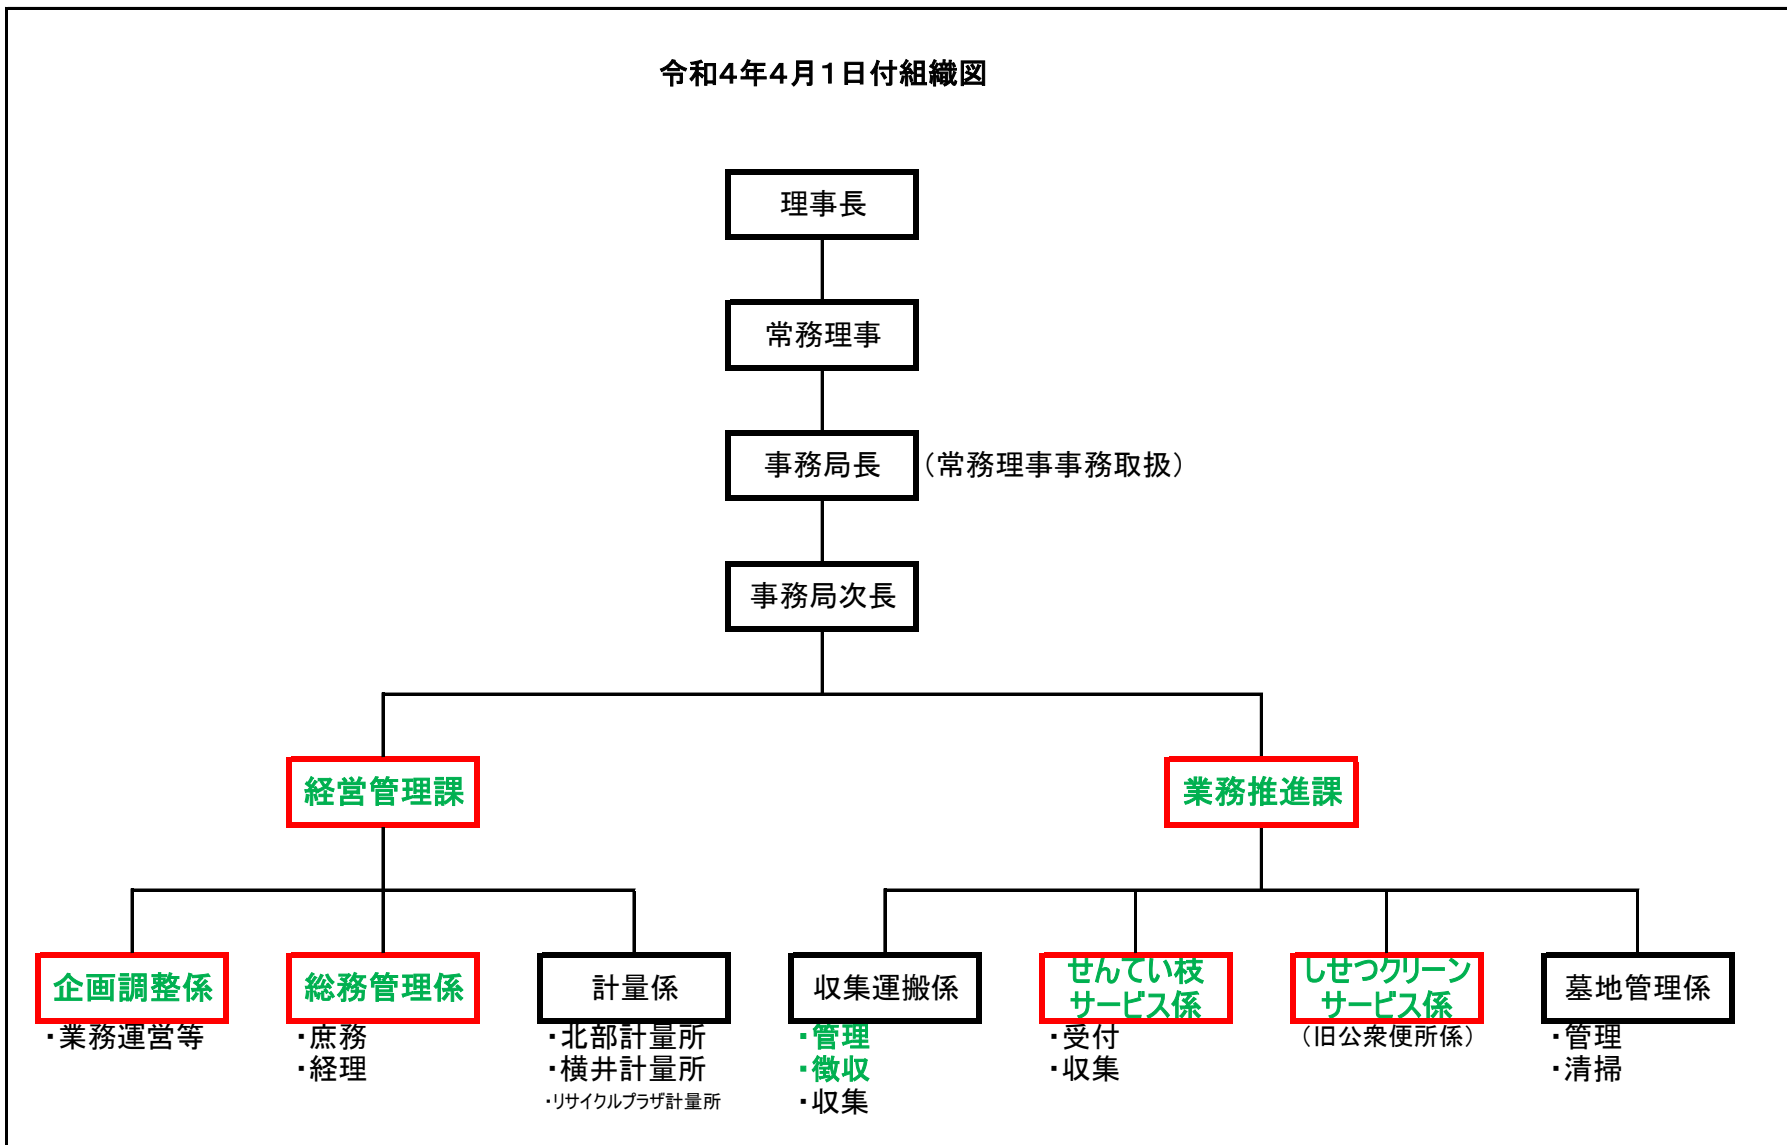 令和4年4月1日付組織図
理事長
常務理事
事務局長 (常務理事事務取扱)
事務局次長
経営管理課
業務推進課
企画調整係
・業務運営等
総務管理係
・庶務
・経理
計量係
・北部計量所
・横井計量所
・リサイクルプラザ計量所
収集運搬係
・管理
・徴収
・収集
せんてい枝
サービス係
・受付
・収集
しせつクリーン
サービス係
(旧公衆便所係)
墓地管理係
・管理
・清掃